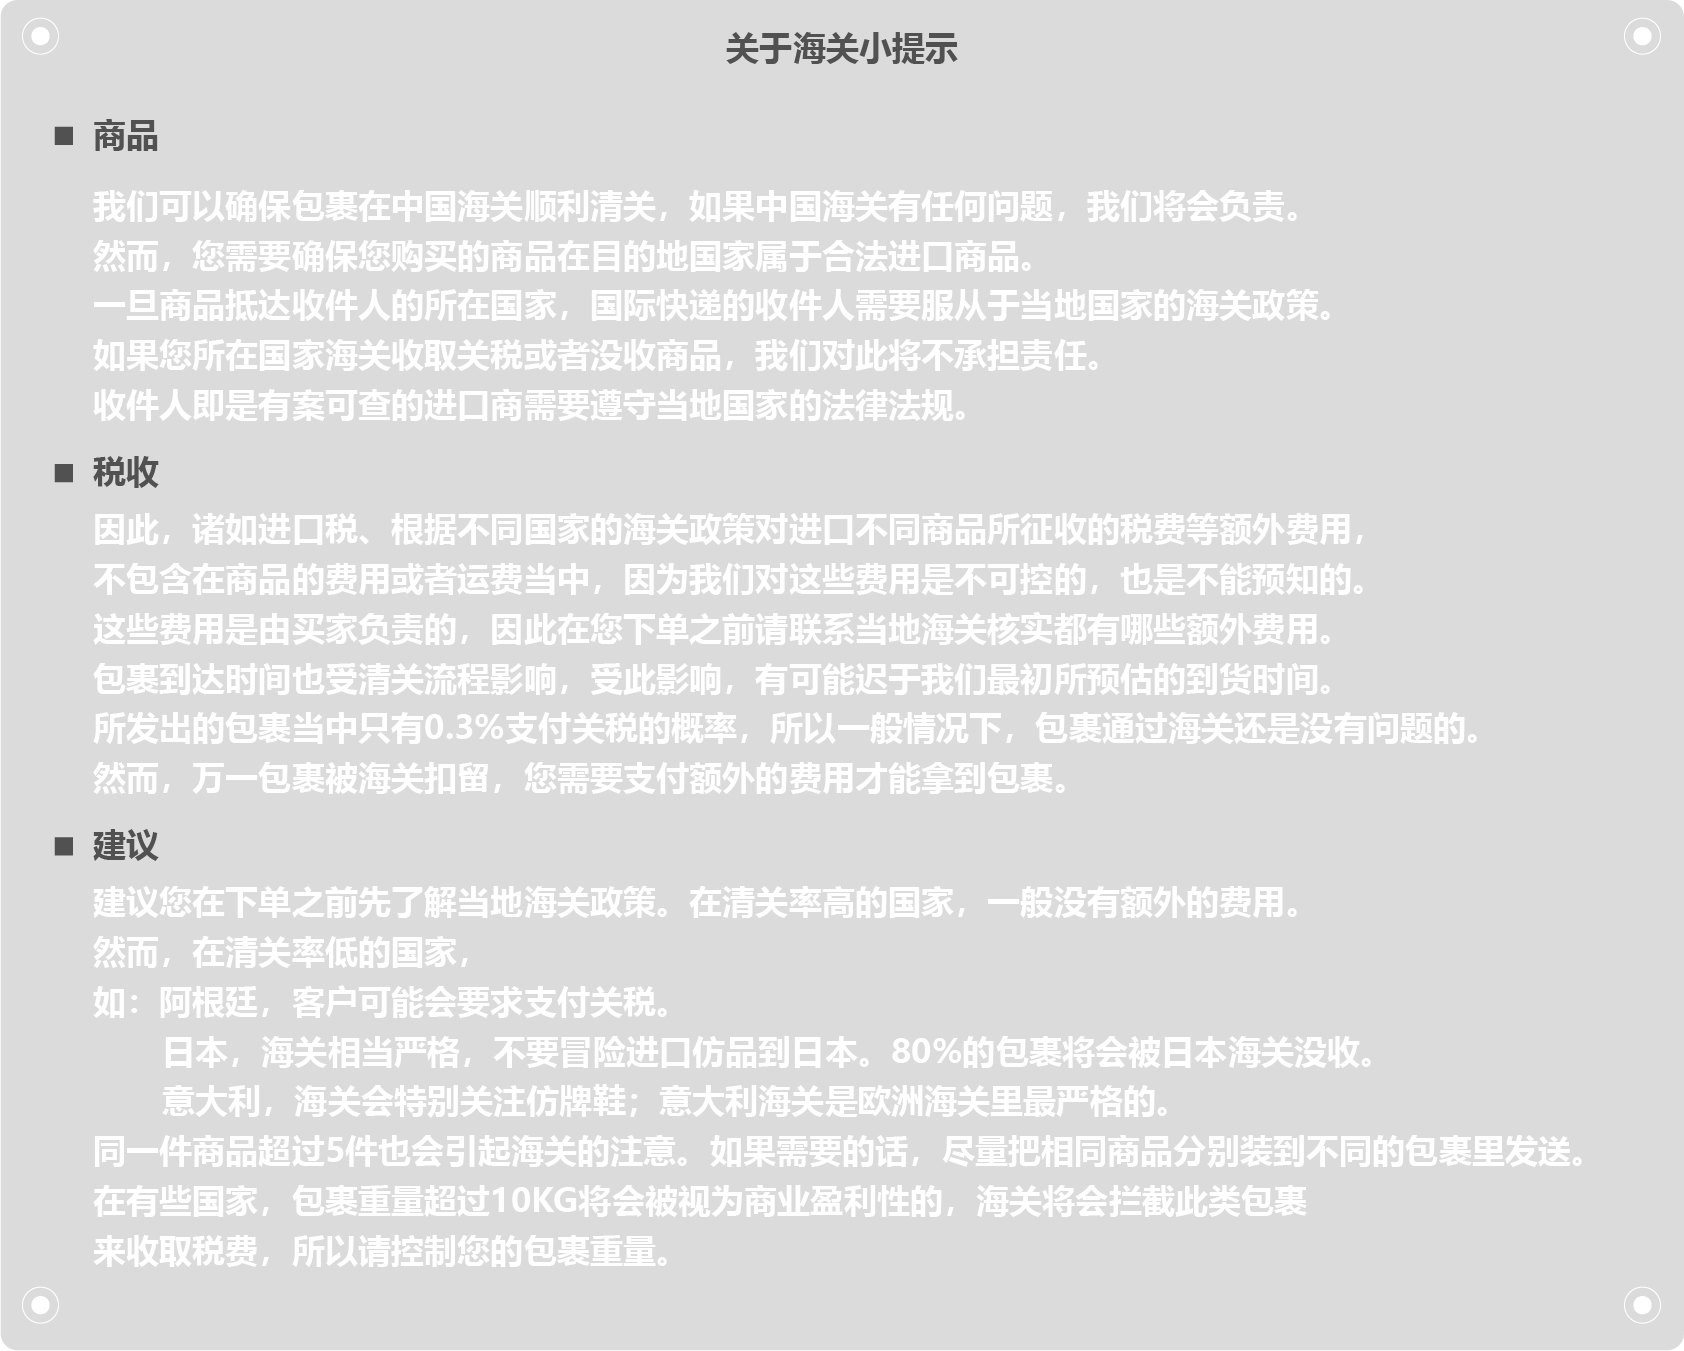 关于海关小提示
■ 商品
我们可以确保包裹在中国海关顺利清关，如果中国海关有任何问题，我们将会负责。
然而，您需要确保您购买的商品在目的地国家属于合法进口商品。
一旦商品抵达收件人的所在国家，国际快递的收件人需要服从于当地国家的海关政策。
如果您所在国家海关收取关税或者没收商品，我们对此将不承担责任。
收件人即是有案可查的进口商需要遵守当地国家的法律法规。
■ 税收
因此，诸如进口税、根据不同国家的海关政策对进口不同商品所征收的税费等额外费用，
不包含在商品的费用或者运费当中，因为我们对这些费用是不可控的，也是不能预知的。
这些费用是由买家负责的，因此在您下单之前请联系当地海关核实都有哪些额外费用。
包裹到达时间也受清关流程影响，受此影响，有可能迟于我们最初所预估的到货时间。
所发出的包裹当中只有0.3%支付关税的概率，所以一般情况下，包裹通过海关还是没有问题的。
然而，万一包裹被海关扣留，您需要支付额外的费用才能拿到包裹。
■ 建议
建议您在下单之前先了解当地海关政策。在清关率高的国家，一般没有额外的费用。
然而，在清关率低的国家，
如：阿根廷，客户可能会要求支付关税。
日本，海关相当严格，不要冒险进口仿品到日本。80%的包裹将会被日本海关没收。
意大利，海关会特别关注仿牌鞋；意大利海关是欧洲海关里最严格的。
同一件商品超过5件也会引起海关的注意。如果需要的话，尽量把相同商品分别装到不同的包裹里发送。
在有些国家，包裹重量超过10KG将会被视为商业盈利性的，海关将会拦截此类包裹
来收取税费，所以请控制您的包裹重量。